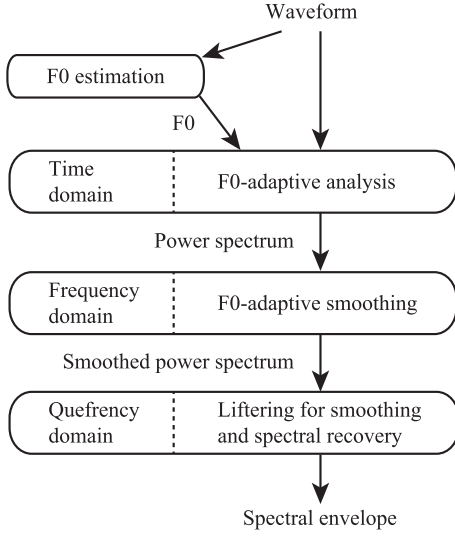 Waveform
F0 estimation
F0
Time
domain
F0-adaptive analysis
Power spectrum
Frequency
domain
F0-adaptive smoothing
Smoothed power spectrum
Quefrency
domain
Liftering for smoothing
and spectral recovery
Spectral envelope